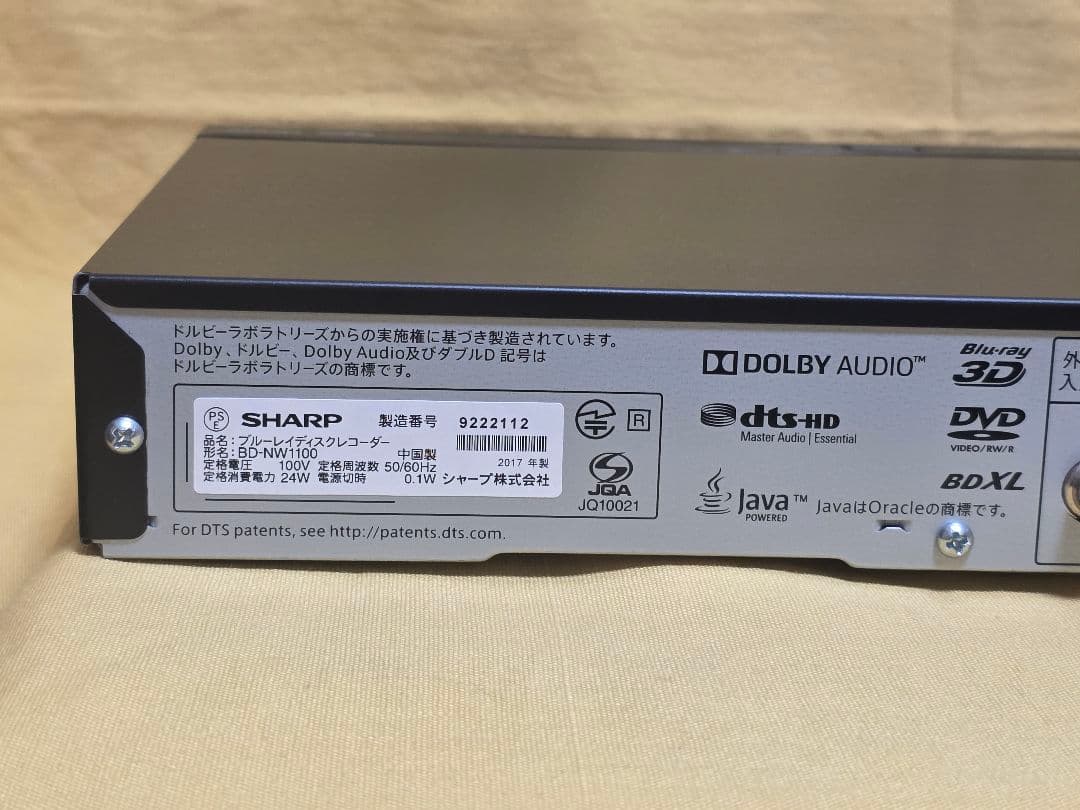 ドルビーラボラトリーズからの実施権に基づき製造されています。
Dolby、ドルビー、Dolby Audio及びダブルD 記号は
ドルビーラボラトリーズの商標です。
PS
E
SHARP 製造番号 9222112
品名：ブルーレイディスクレコーダー
形名：BD-NW1100 中国製
2017 年製
定格電圧 100V 定格周波数 50/60Hz
定格消費電力 24W 電源切時 0.1W シャープ株式会社
R
JQA
JQ10021
For DTS patents, see http://patents.dts.com.
DOLBY AUDIO™
Blu-ray
3D
dts-HD
Master Audio | Essential
DVD
VIDEO/RW/R
BDXL
Java™
POWERED
JavaはOracleの商標です。
外
入